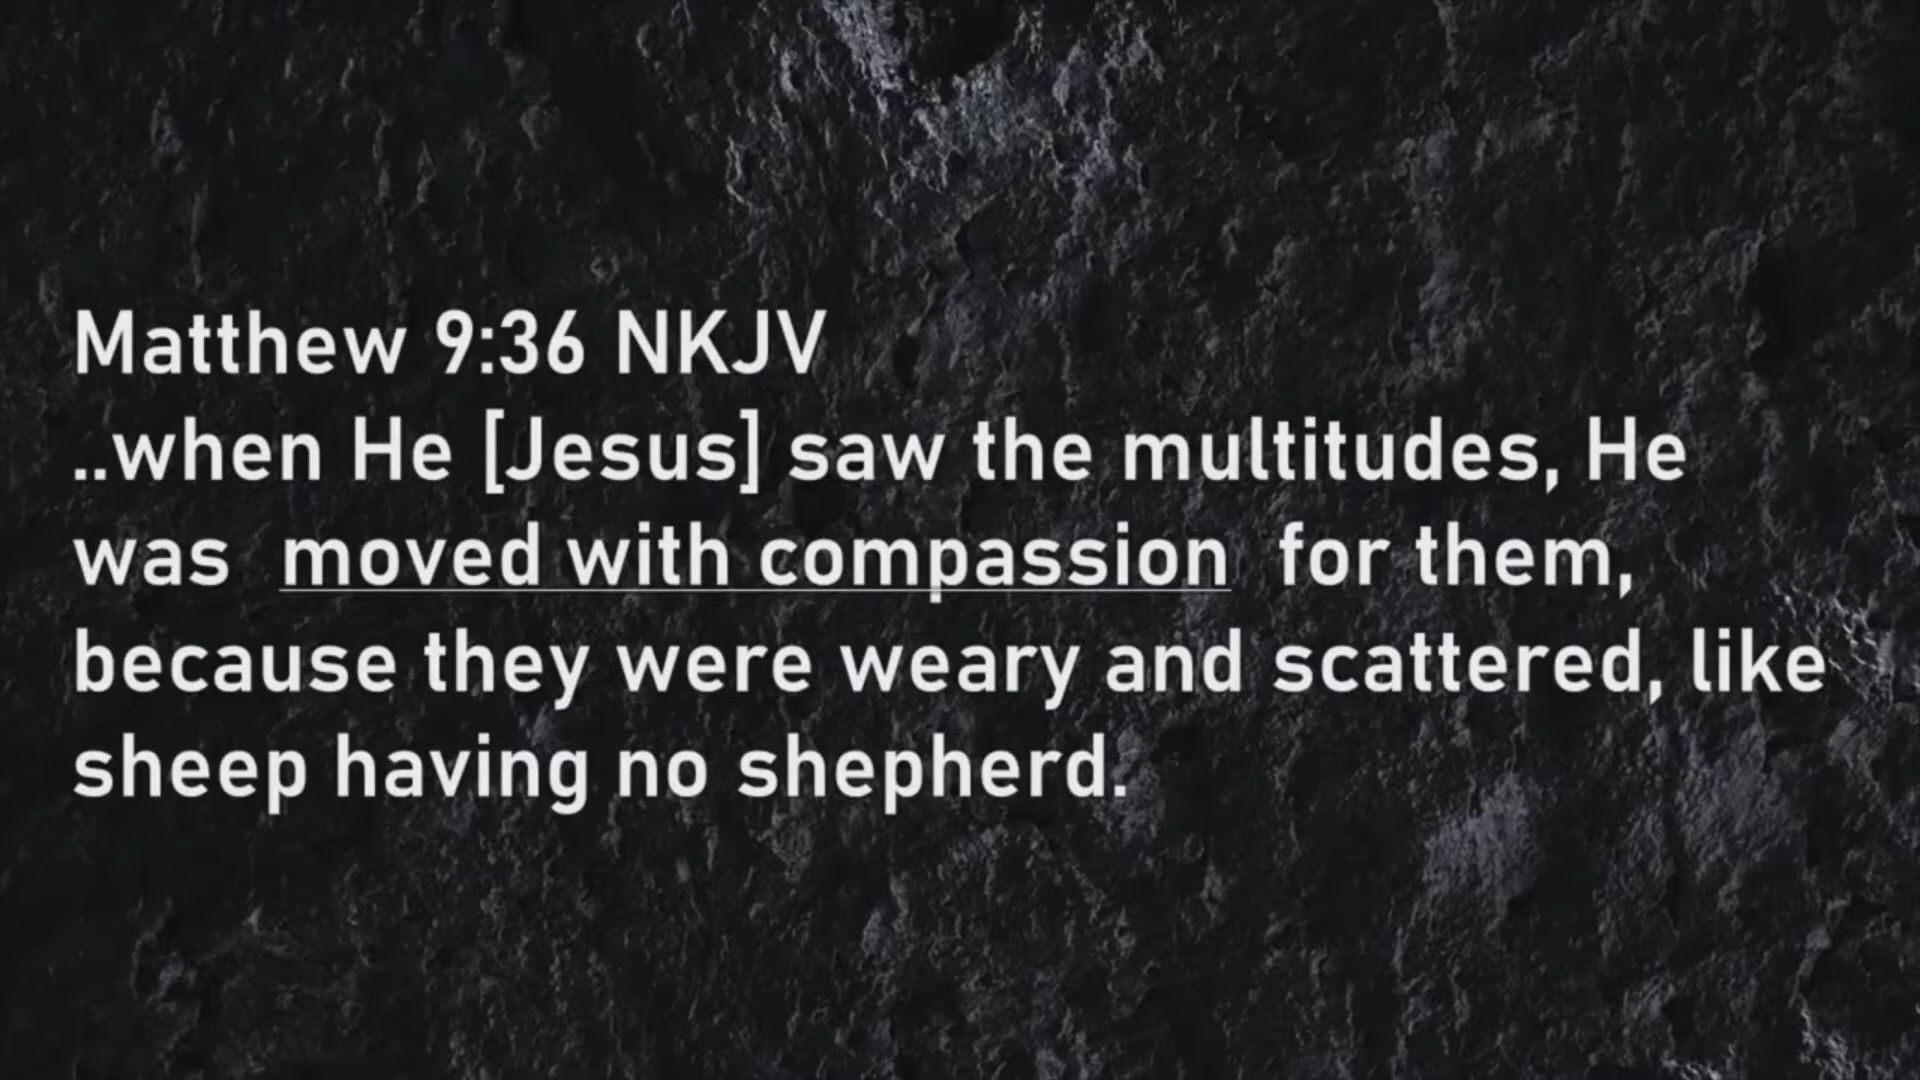 Matthew 9:36 NKJV
..when He [Jesus] saw the multitudes, He
was moved with compassion for them,
because they were weary and scattered, like
sheep having no shepherd.